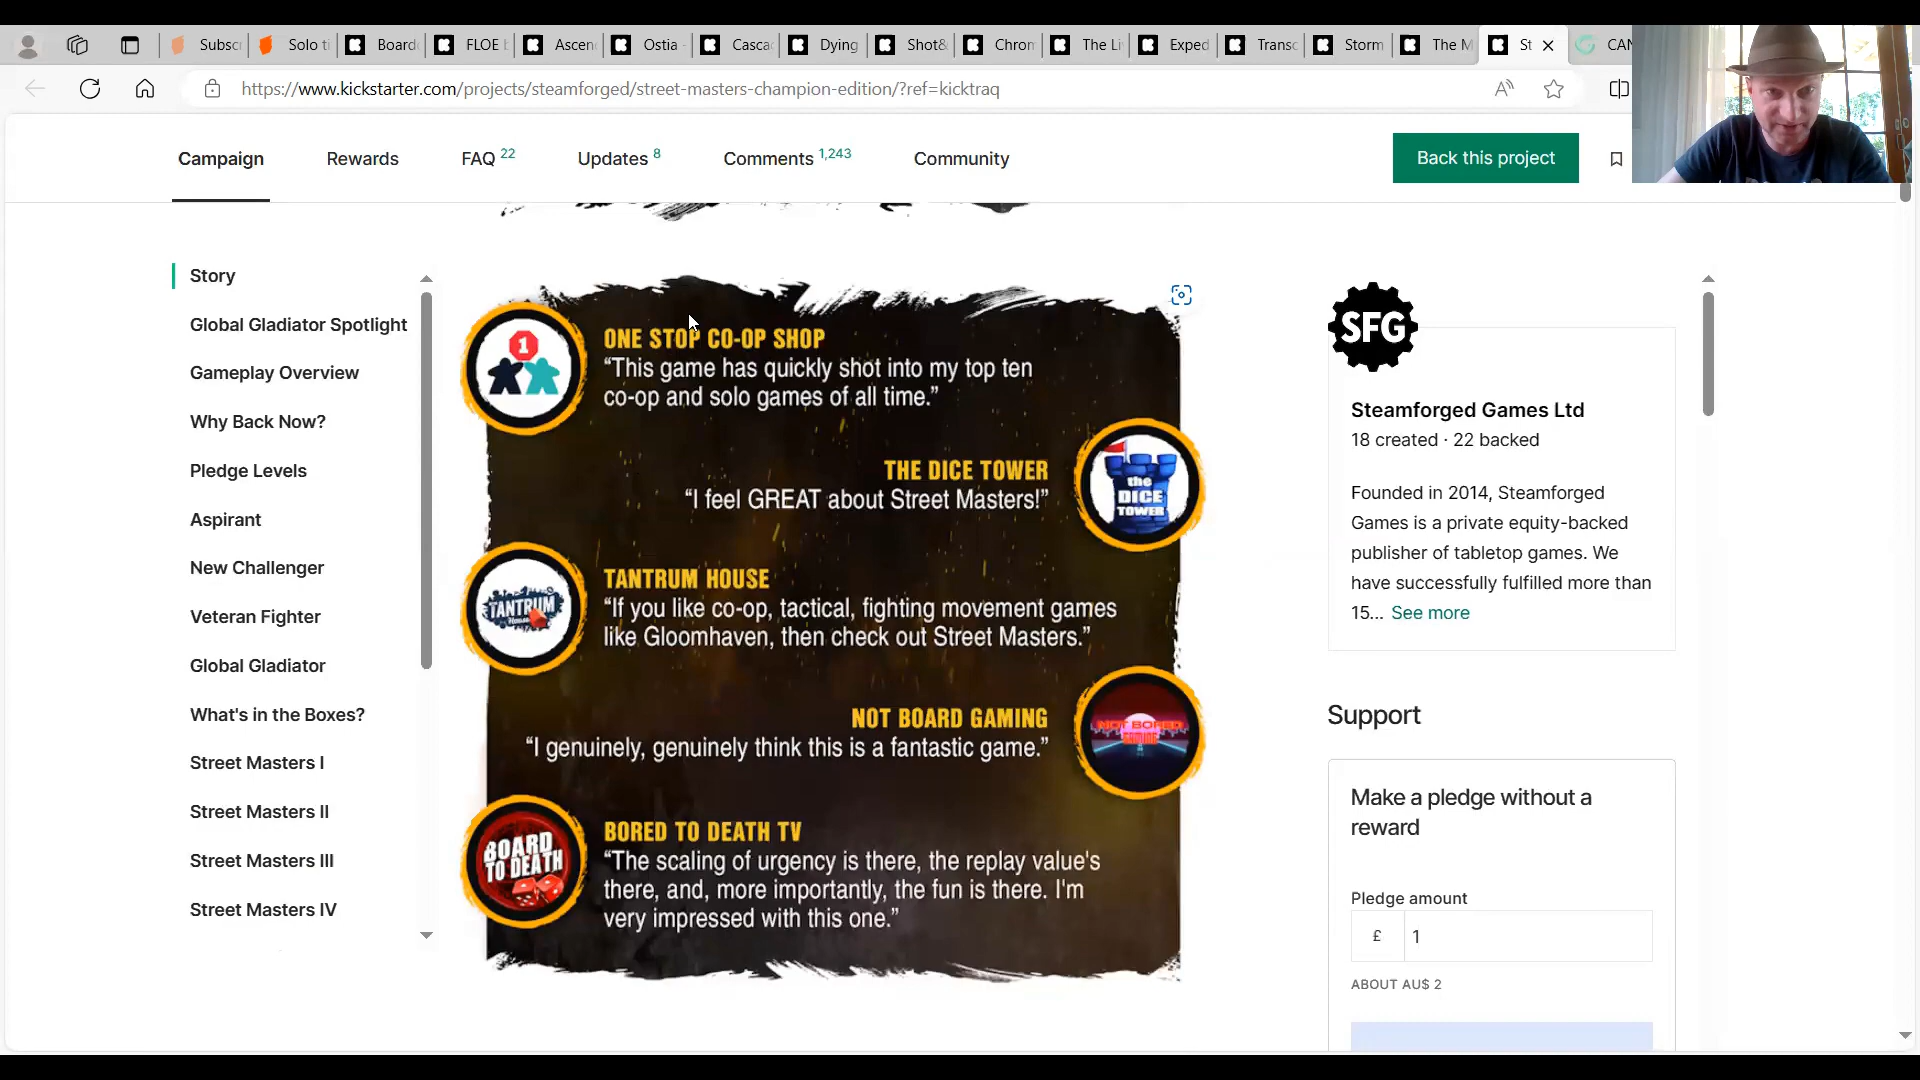 Subsc
Solo ti
Board
FLOE b
Ascen
Ostia -
Casca
Dying
Shot&
Chron
The Li
Exped
Transc
Storm
The M
St
CAN
https://www.kickstarter.com/projects/steamforged/street-masters-champion-edition/?ref=kicktraq
Campaign
Rewards
FAQ 22
Updates 8
Comments 1,243
Community
Back this project
Story
Global Gladiator Spotlight
Gameplay Overview
Why Back Now?
Pledge Levels
Aspirant
New Challenger
Veteran Fighter
Global Gladiator
What's in the Boxes?
Street Masters I
Street Masters II
Street Masters III
Street Masters IV
1
ONE STOP CO-OP SHOP
“This game has quickly shot into my top ten
co-op and solo games of all time.”
THE DICE TOWER
“I feel GREAT about Street Masters!”
the
DICE
TOWER
TANTRUM
House
TANTRUM HOUSE
“If you like co-op, tactical, fighting movement games
like Gloomhaven, then check out Street Masters.”
NOT BOARD GAMING
“I genuinely, genuinely think this is a fantastic game.”
NOT BORED
GAMING
BOARD
TO DEATH
BORED TO DEATH TV
“The scaling of urgency is there, the replay value's
there, and, more importantly, the fun is there. I'm
very impressed with this one.”
SFG
Steamforged Games Ltd
18 created · 22 backed
Founded in 2014, Steamforged
Games is a private equity-backed
publisher of tabletop games. We
have successfully fulfilled more than
15... See more
Support
Make a pledge without a
reward
Pledge amount
£ 1
ABOUT AU$ 2